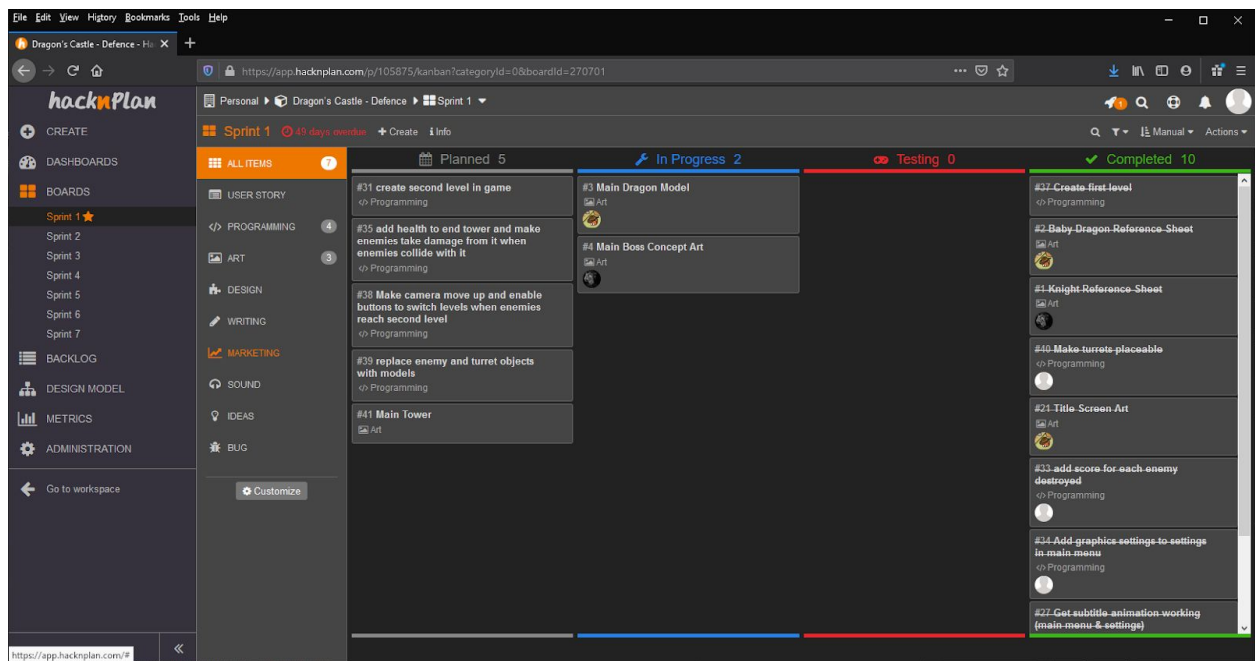 File Edit View History Bookmarks Tools Help
Dragon's Castle - Defence - Ha
https://app.hacknplan.com/p/105875/kanban?categoryId=0&boardId=270701
hacknPlan
Personal Dragon's Castle - Defence Sprint 1
CREATE
Sprint 1 49 days overdue + Create i Info
Manual Actions
DASHBOARDS
BOARDS
Sprint 1
Sprint 2
Sprint 3
Sprint 4
Sprint 5
Sprint 6
Sprint 7
BACKLOG
DESIGN MODEL
METRICS
ADMINISTRATION
Go to workspace
https://app.hacknplan.com/#
ALL ITEMS 7
USER STORY
PROGRAMMING 4
ART 3
DESIGN
WRITING
MARKETING
SOUND
IDEAS
BUG
Customize
Planned 5
#31 create second level in game
Programming
#35 add health to end tower and make
enemies take damage from it when
enemies collide with it
Programming
#38 Make camera move up and enable
buttons to switch levels when enemies
reach second level
Programming
#39 replace enemy and turret objects
with models
Programming
#41 Main Tower
Art
In Progress 2
#3 Main Dragon Model
Art
#4 Main Boss Concept Art
Art
Testing 0
Completed 10
#37 Create first level
Programming
#2 Baby Dragon Reference Sheet
Art
#1 Knight Reference Sheet
Art
#40 Make turrets placeable
Programming
#21 Title Screen Art
Art
#33 add score for each enemy
destroyed
Programming
#34 Add graphics settings to settings
in main menu
Programming
#27 Get subtitle animation working
(main menu & settings)